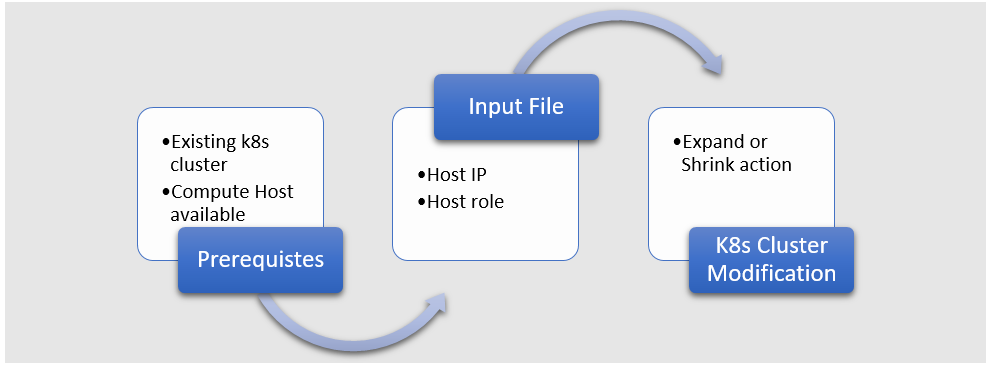 •Existing k8s
cluster
•Compute Host
available
Prerequistes
Input File
•Host IP
•Host role
•Expand or
Shrink action
K8s Cluster
Modification